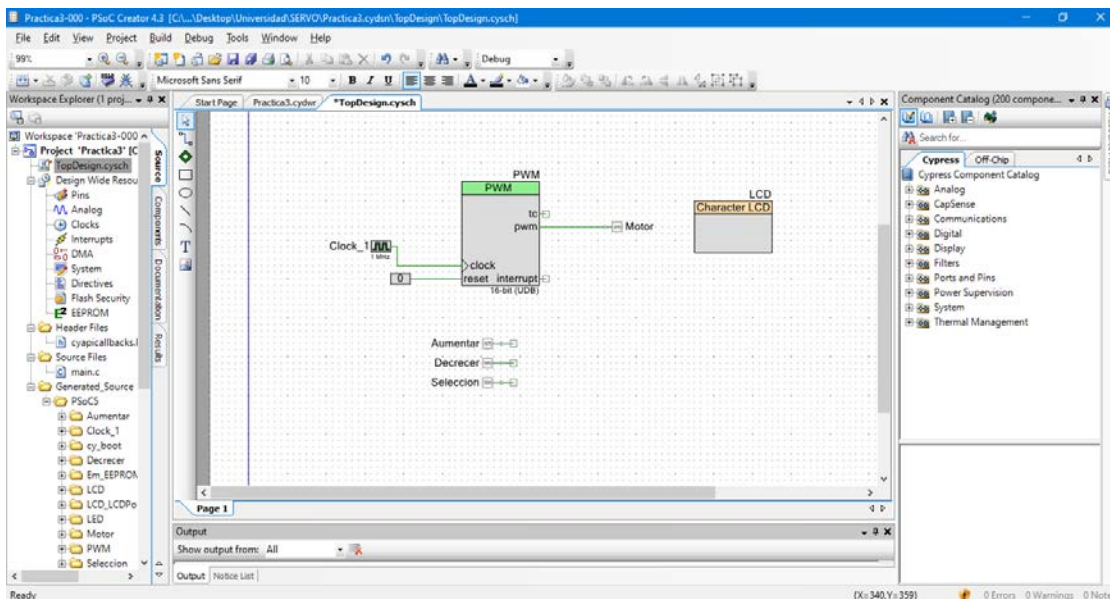 Practica3-000 - PSoC Creator 4.3 [C:\...\Desktop\Universidad\SERVO\Practica3.cydsn\TopDesign\TopDesign.cysch]
File Edit View Project Build Debug Tools Window Help
99% Debug
Microsoft Sans Serif 10 B I U A
Workspace Explorer (1 proj...
Workspace 'Practica3-000
Project 'Practica3' [C
TopDesign.cysch
Design Wide Resou
Pins
Analog
Clocks
Interrupts
DMA
System
Directives
Flash Security
EEPROM
Header Files
cyapicallbacks.
Source Files
main.c
Generated_Source
PSoC5
Aumentar
Clock_1
cy_boot
Decrecer
Em_EEPRON
LCD
LCD_LCDPo
LED
Motor
PWM
Seleccion
Source
Components
Documentation
Results
Start Page Practica3.cydwr *TopDesign.cysch
PWM
PWM
tc
pwm
clock
reset interrupt
16-bit (UDB)
Clock_1
1 MHz
0
Motor
LCD
Character LCD
Aumentar
Decrecer
Seleccion
Page 1
Output
Show output from: All
Output Notice List
Component Catalog (200 compone...
Search for...
Cypress Off-Chip
Cypress Component Catalog
Analog
CapSense
Communications
Digital
Display
Filters
Ports and Pins
Power Supervision
System
Thermal Management
Ready [X=340,Y=359] 0 Errors 0 Warnings 0 Note